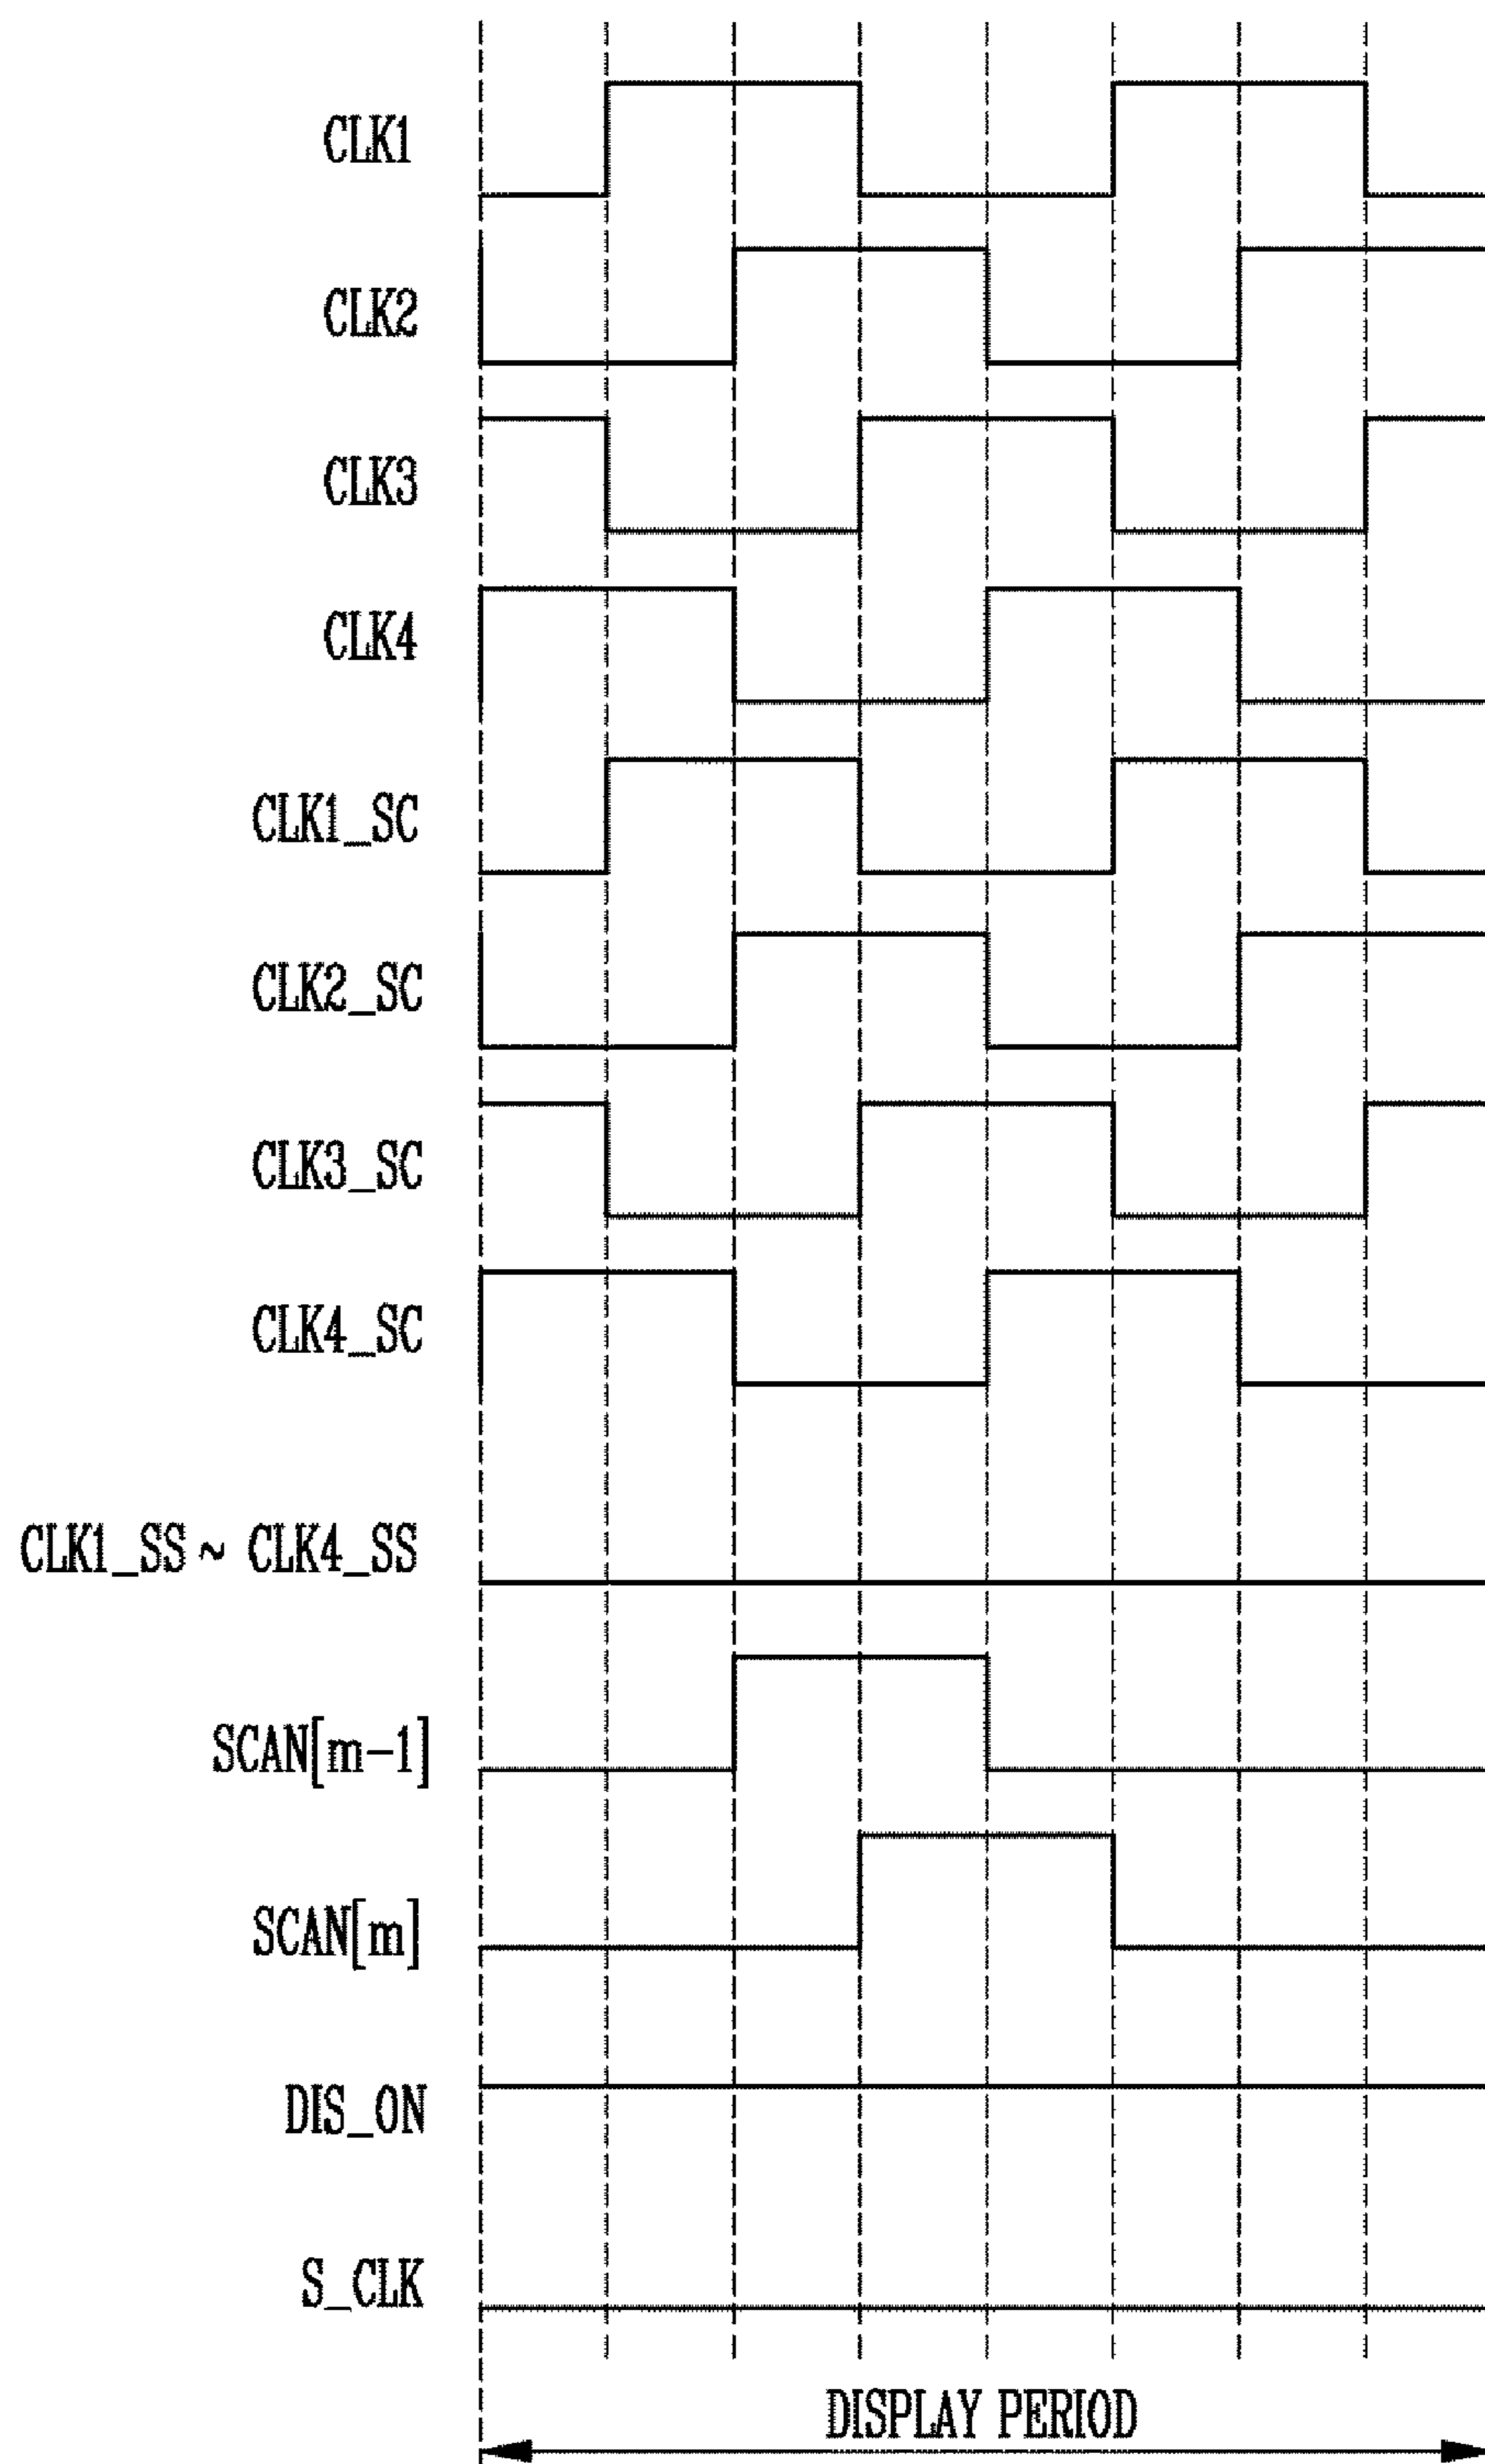 CLK1
CLK2
CLK3
CLK4
CLK1_SC
CLK2_SC
CLK3_SC
CLK4_SC
CLK1_SS ~ CLK4_SS
SCAN[m-1]
SCAN[m]
DIS_ON
S_CLK
DISPLAY PERIOD